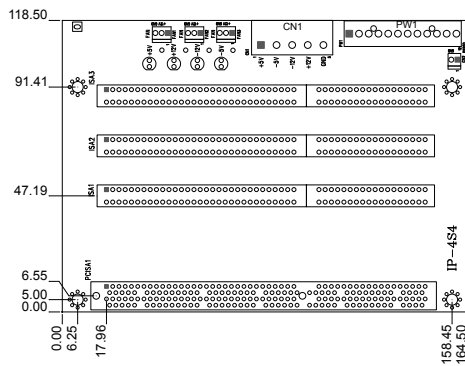 118.50
CN1
PW1
+5V
-5V
-12V
+12V
GND
+5V
+12V
-12V
-5V
91.41
ISA3
ISA2
47.19
ISA1
IP-4S4
6.55
PCISA1
5.00
0.00
0.00
6.25
17.96
158.45
164.50